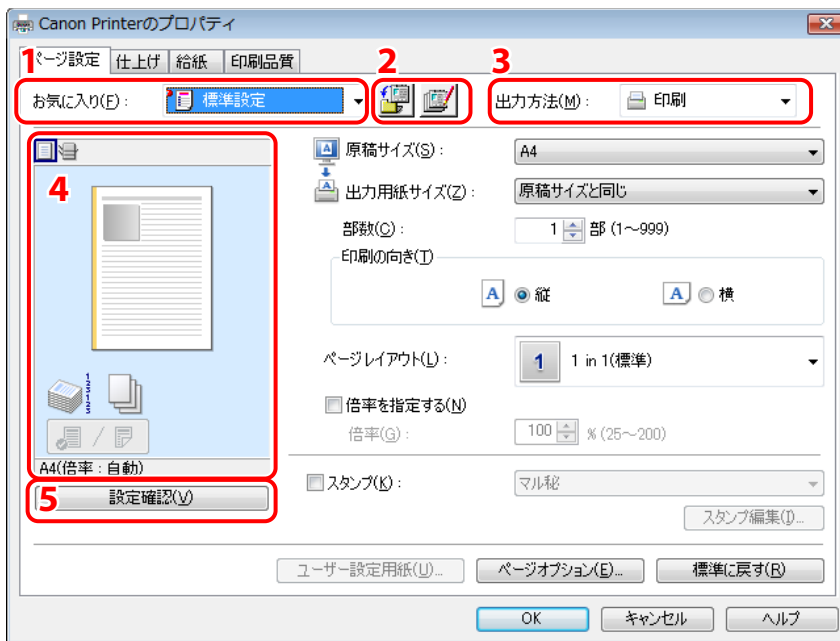 Canon Printerのプロパティ
ページ設定 仕上げ 給紙 印刷品質
1 2 3
お気に入り(F): 標準設定 出力方法(M): 印刷
4
原稿サイズ(S): A4
出力用紙サイズ(Z): 原稿サイズと同じ
部数(C): 1 部 (1~999)
印刷の向き(T)
A 縦 A 横
ページレイアウト(L): 1 1 in 1(標準)
倍率を指定する(N)
倍率(G): 100 % (25~200)
A4(倍率:自動)
5 設定確認(V)
スタンプ(K): マル秘
スタンプ編集(I)...
ユーザー設定用紙(U)... ページオプション(E)... 標準に戻す(R)
OK キャンセル ヘルプ